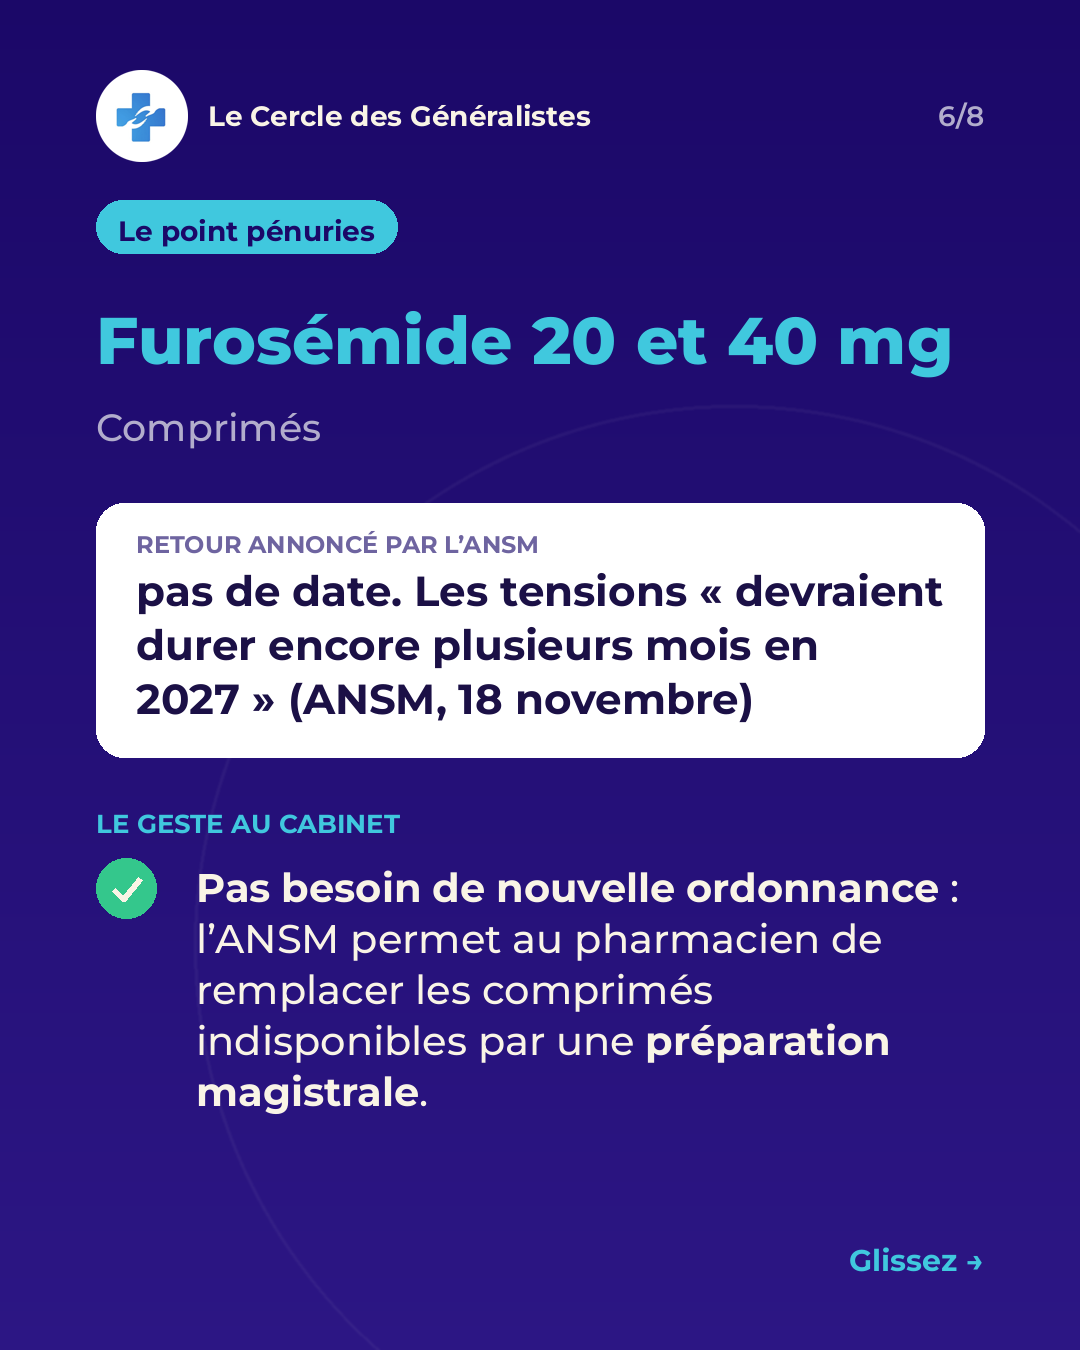 Le Cercle des Généralistes
6/8
Le point pénuries
Furosémide 20 et 40 mg
Comprimés
RETOUR ANNONCÉ PAR L’ANSM
pas de date. Les tensions « devraient
durer encore plusieurs mois en
2027 » (ANSM, 18 novembre)
LE GESTE AU CABINET
Pas besoin de nouvelle ordonnance :
l’ANSM permet au pharmacien de
remplacer les comprimés
indisponibles par une préparation
magistrale.
Glissez →